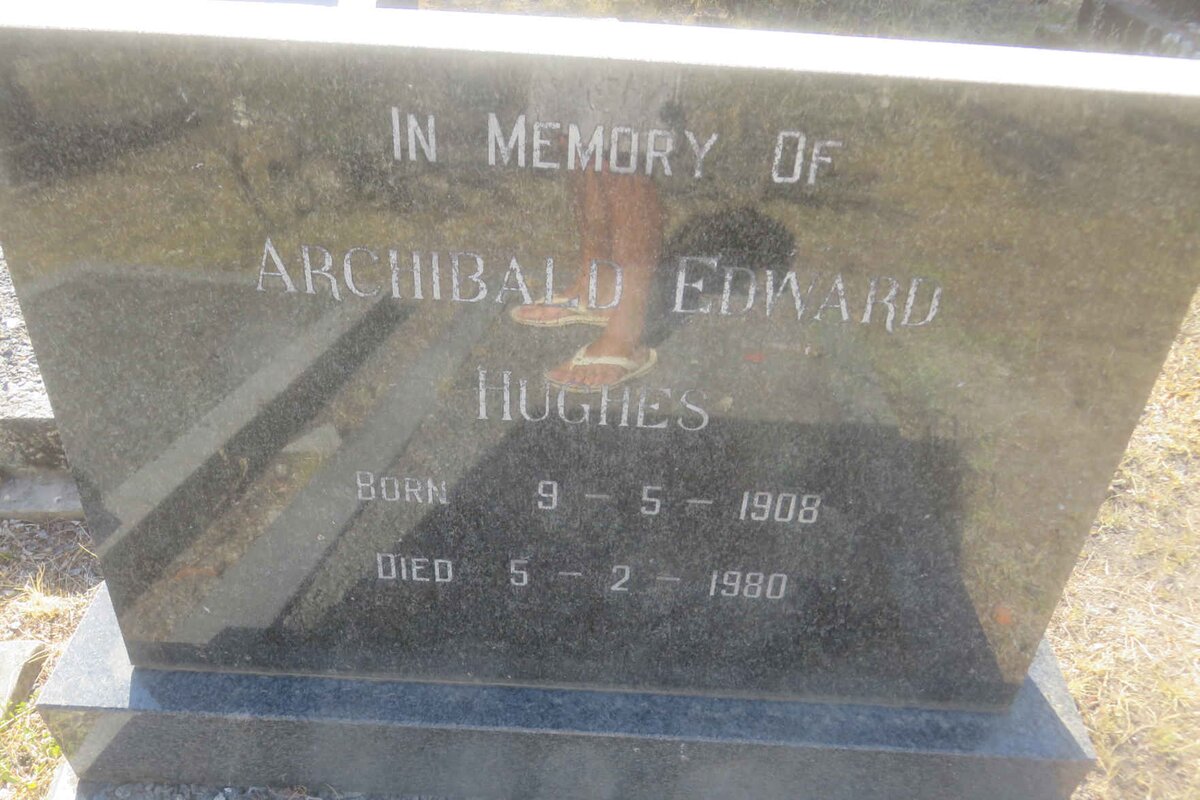 In Memory Of
Archibald Edward
Hughes
Born 9 - 5 - 1908
Died 5 - 2 - 1980